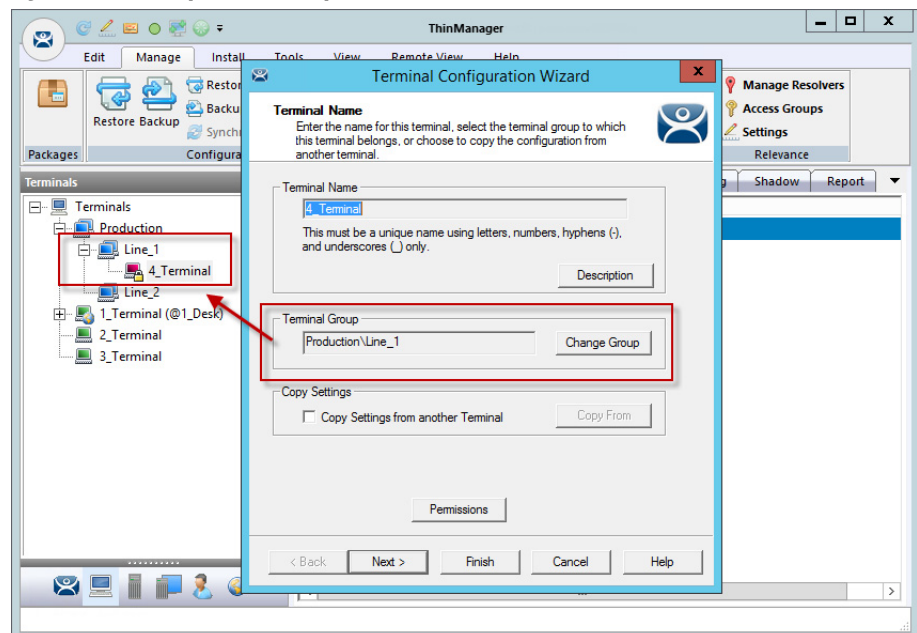 ThinManager
Edit Manage Install Tools View Remote View Help
Restore Backup
Packages
Manage Resolvers
Access Groups
Settings
Relevance
Terminals
Shadow Report
Terminals
Production
Line_1
4_Terminal
Line_2
1_Terminal (@1_Desk)
2_Terminal
3_Terminal
Terminal Configuration Wizard
Terminal Name
Enter the name for this terminal, select the terminal group to which
this terminal belongs, or choose to copy the configuration from
another terminal.
Terminal Name
4_Terminal
This must be a unique name using letters, numbers, hyphens (-),
and underscores (_) only.
Description
Terminal Group
Production\Line_1
Change Group
Copy Settings
Copy Settings from another Terminal
Copy From
Permissions
< Back Next > Finish Cancel Help